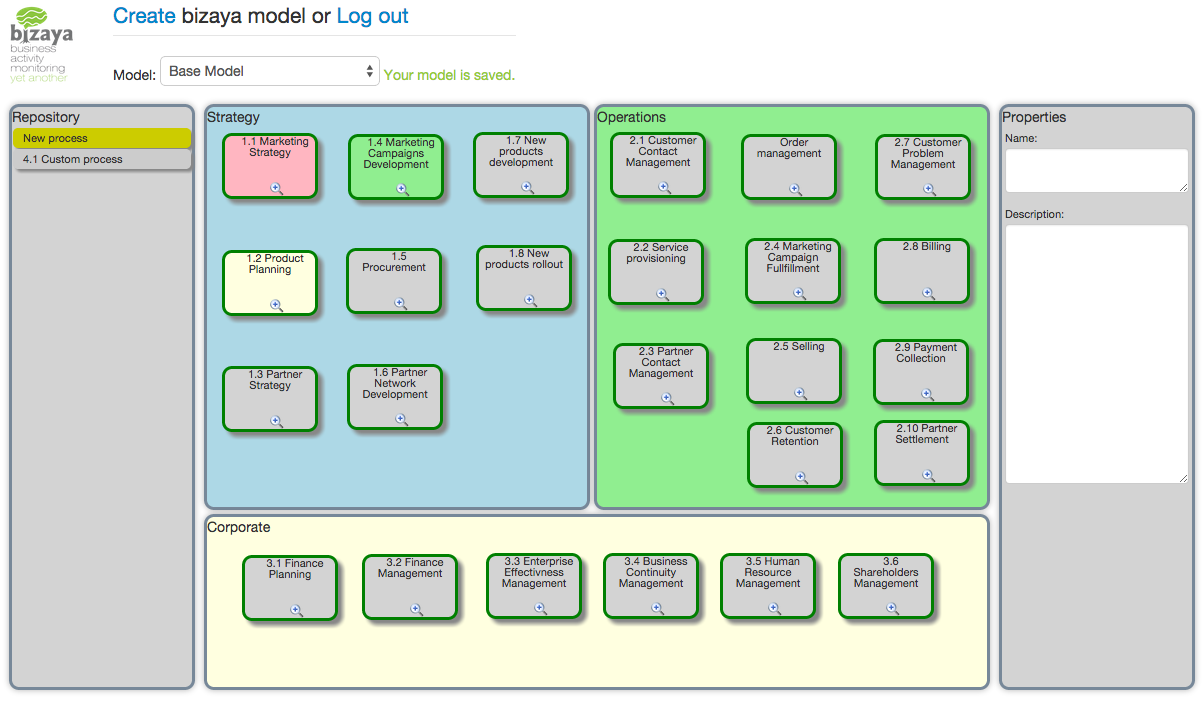 bizaya
business
activity
monitoring
yet another
Create bizaya model or Log out
Model: Base Model Your model is saved.
Repository
New process
4.1 Custom process
Strategy
1.1 Marketing
Strategy
1.4 Marketing
Campaigns
Development
1.7 New
products
development
1.2 Product
Planning
1.5
Procurement
1.8 New
products rollout
1.3 Partner
Strategy
1.6 Partner
Network
Development
Operations
2.1 Customer
Contact
Management
Order
management
2.7 Customer
Problem
Management
2.2 Service
provisioning
2.4 Marketing
Campaign
Fullfillment
2.8 Billing
2.3 Partner
Contact
Management
2.5 Selling
2.9 Payment
Collection
2.6 Customer
Retention
2.10 Partner
Settlement
Corporate
3.1 Finance
Planning
3.2 Finance
Management
3.3 Enterprise
Effectivness
Management
3.4 Business
Continuity
Management
3.5 Human
Resource
Management
3.6
Shareholders
Management
Properties
Name:
Description: